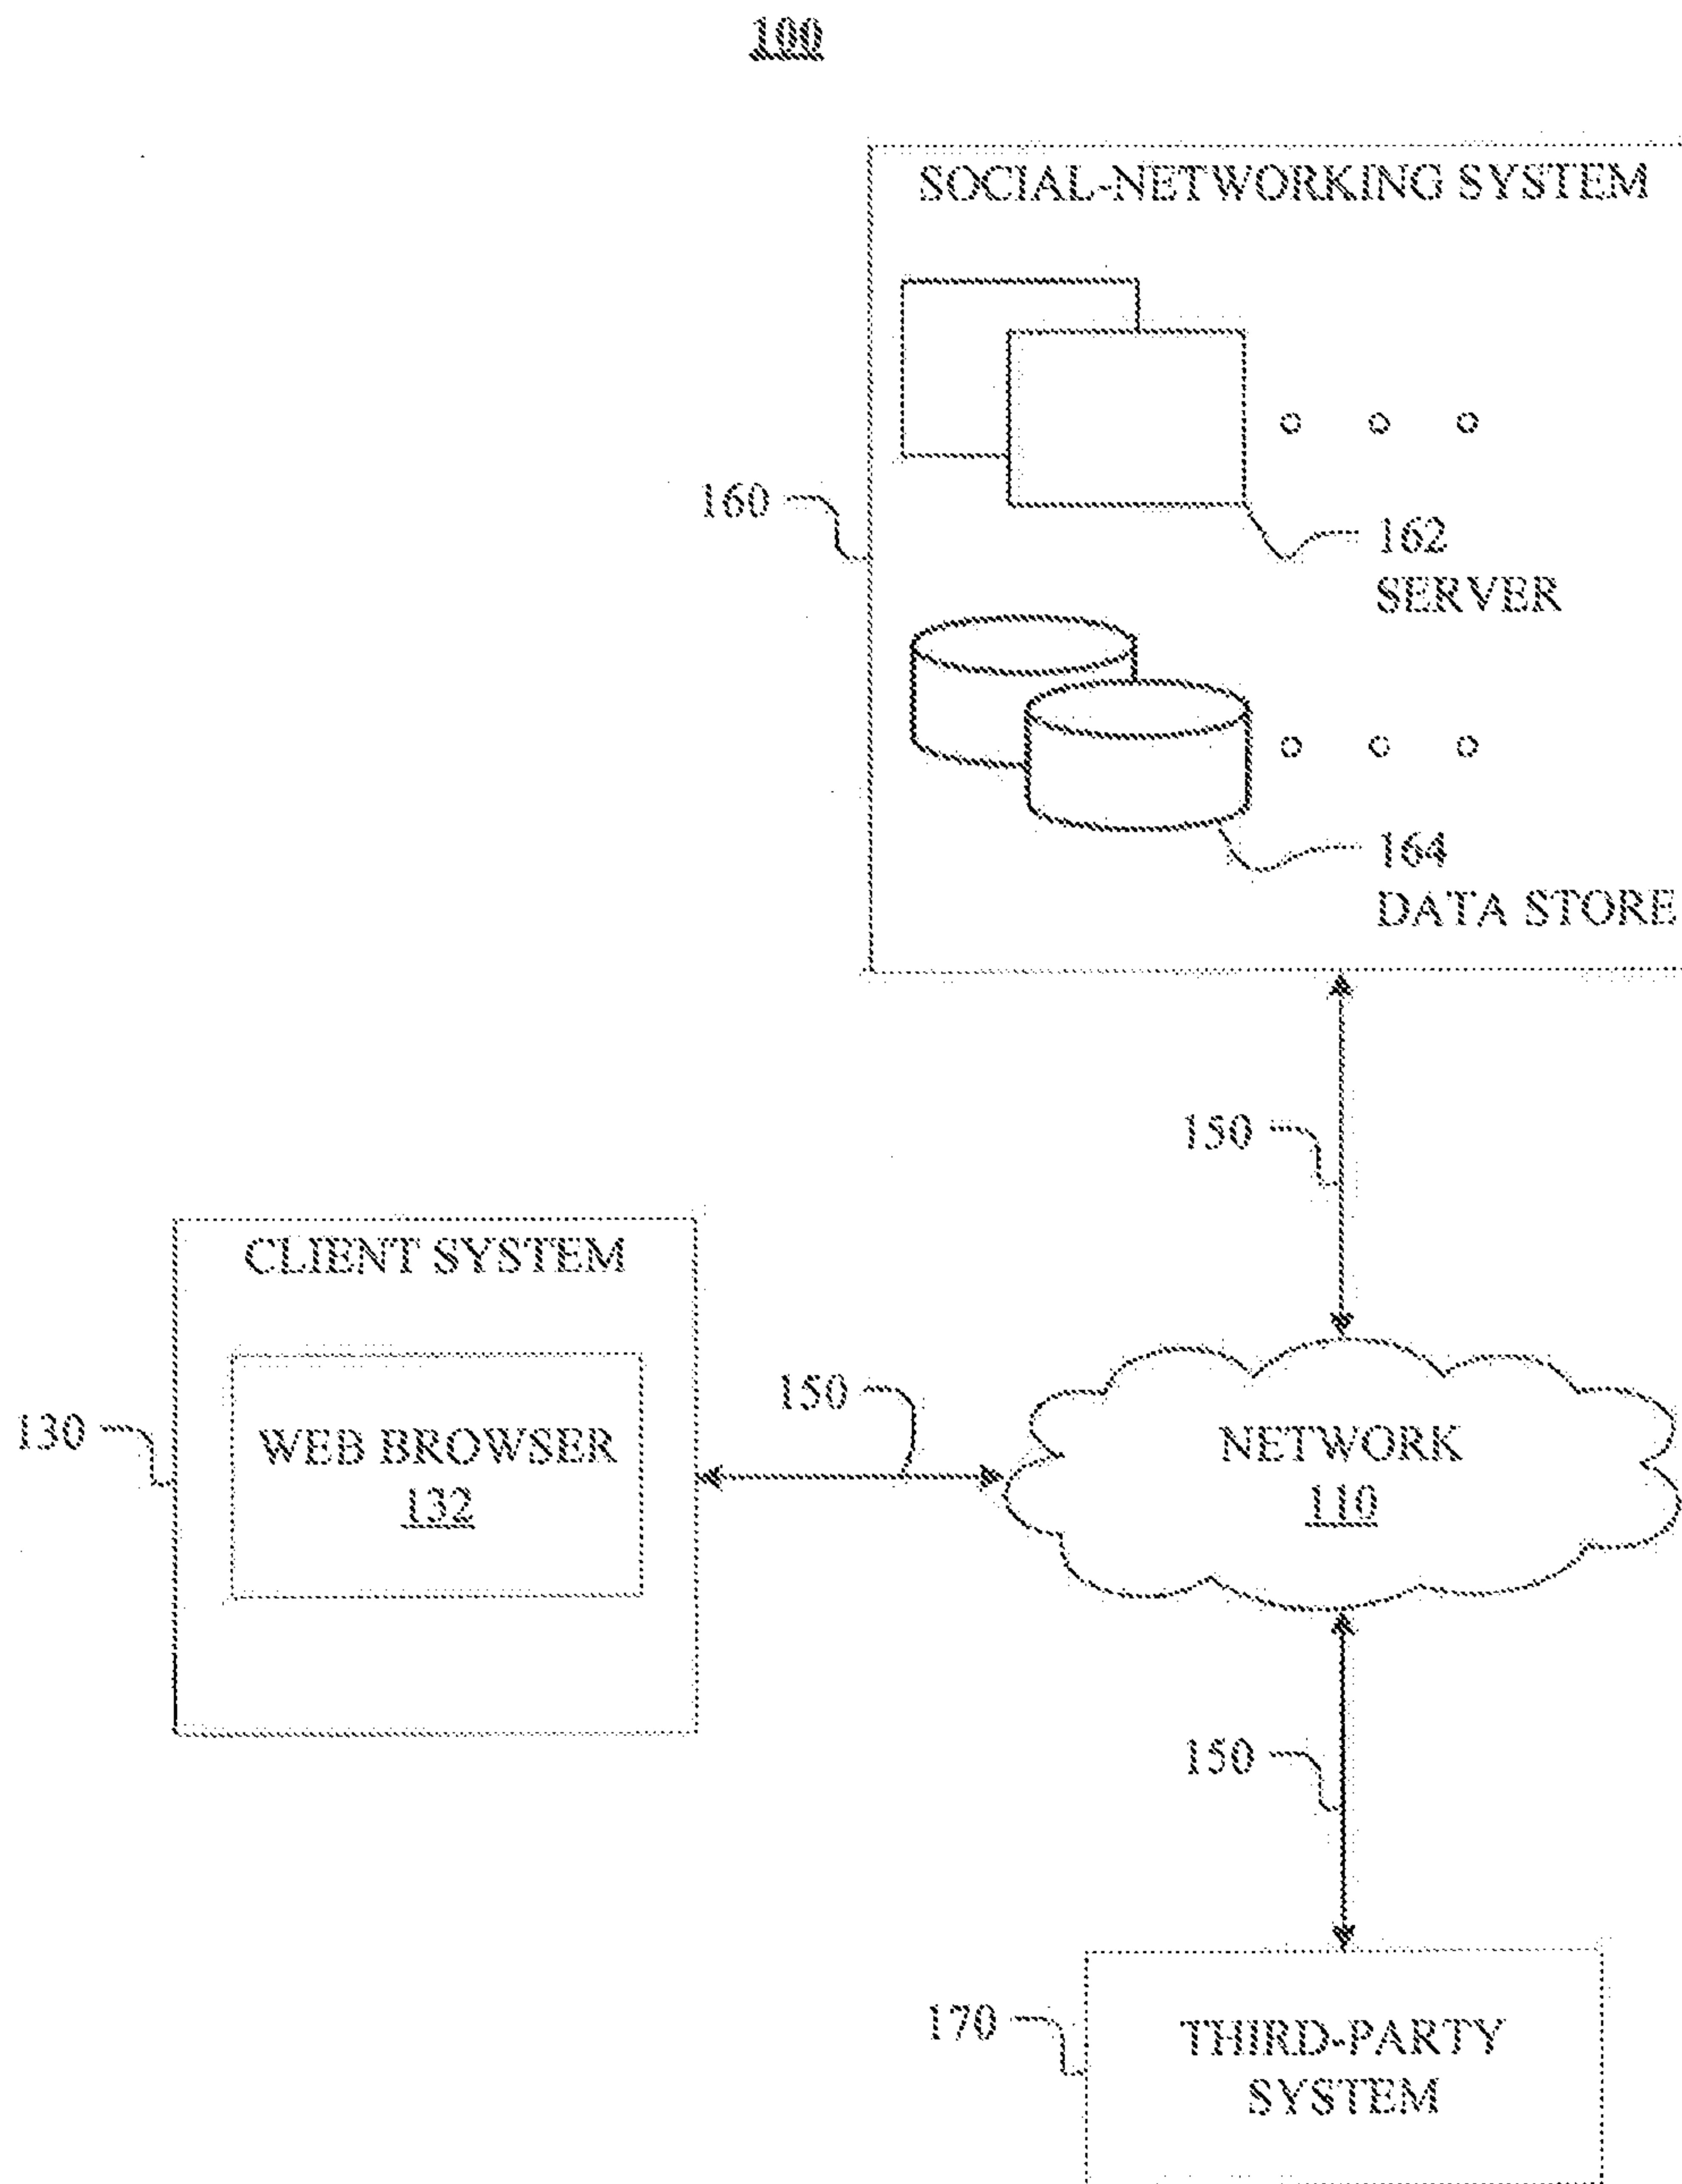 100
SOCIAL-NETWORKING SYSTEM
160
162
SERVER
164
DATA STORE
150
CLIENT SYSTEM
130
WEB BROWSER
132
150
NETWORK
110
150
170
THIRD-PARTY
SYSTEM